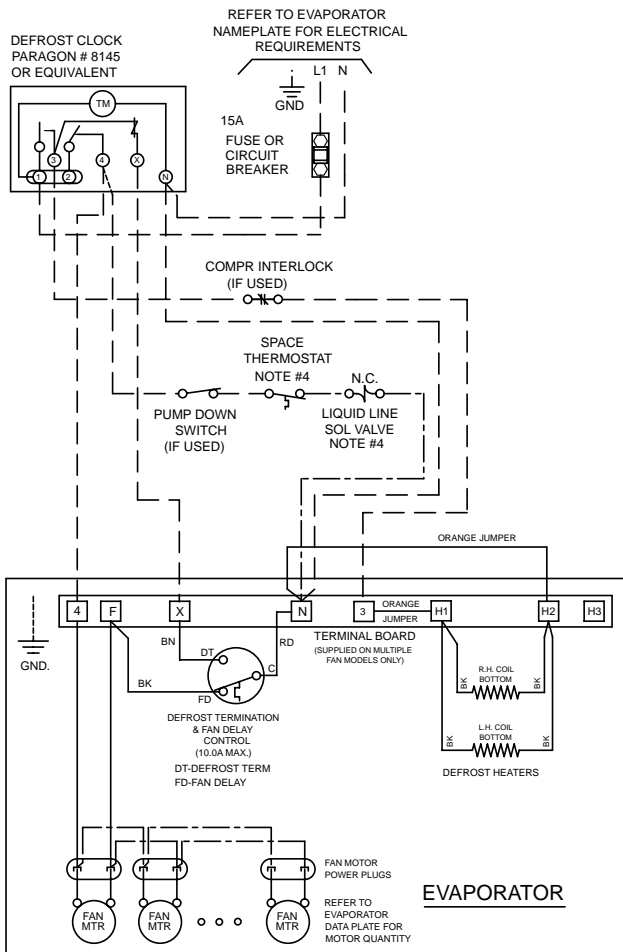 REFER TO EVAPORATOR
NAMEPLATE FOR ELECTRICAL
REQUIREMENTS
DEFROST CLOCK
PARAGON # 8145
OR EQUIVALENT
L1 N
GND
TM
15A
FUSE OR
CIRCUIT
BREAKER
3
4
X
1
2
N
COMPR INTERLOCK
(IF USED)
SPACE
THERMOSTAT
NOTE #4
N.C.
PUMP DOWN
SWITCH
(IF USED)
LIQUID LINE
SOL VALVE
NOTE #4
ORANGE JUMPER
4 F X N 3 ORANGE JUMPER H1 H2 H3
GND.
TERMINAL BOARD
(SUPPLIED ON MULTIPLE
FAN MODELS ONLY)
BN
RD
DT
C
BK
FD
R.H. COIL
BOTTOM
BK
BK
L.H. COIL
BOTTOM
BK
BK
DEFROST HEATERS
DEFROST TERMINATION
& FAN DELAY
CONTROL
(10.0A MAX.)
DT-DEFROST TERM
FD-FAN DELAY
FAN MOTOR
POWER PLUGS
EVAPORATOR
REFER TO
EVAPORATOR
DATA PLATE FOR
MOTOR QUANTITY
FAN
MTR
FAN
MTR
FAN
MTR